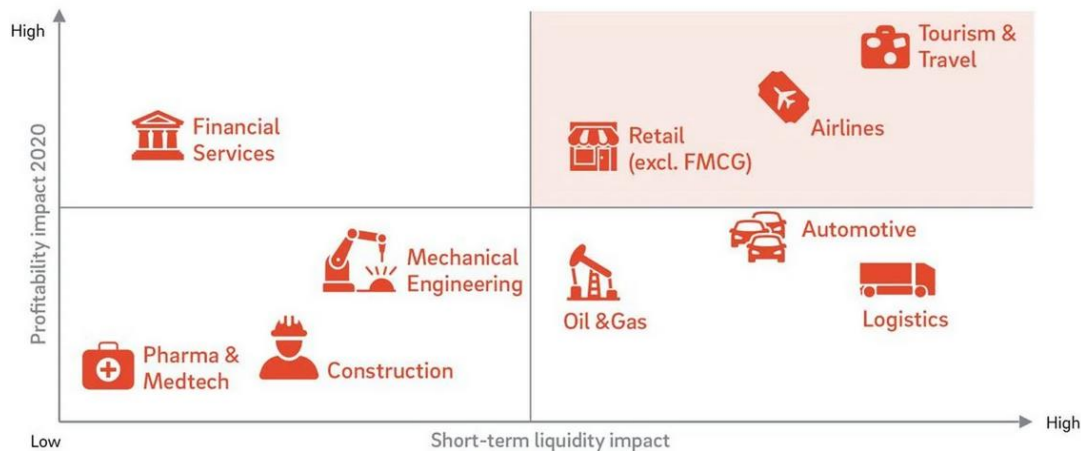 High
Tourism &
Travel
Airlines
Retail
(excl. FMCG)
Financial
Services
Profitability impact 2020
Automotive
Mechanical
Engineering
Oil &Gas
Logistics
Pharma &
Medtech
Construction
Low
Short-term liquidity impact
High